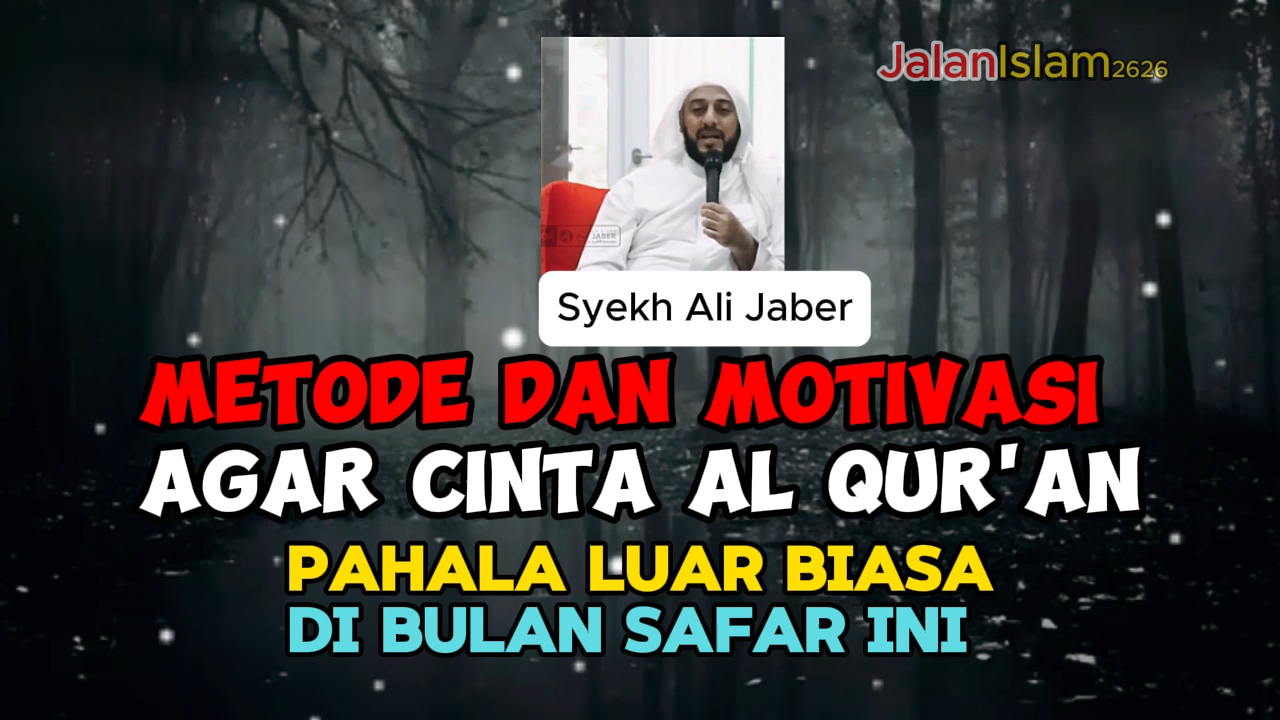 JalanIslam2626
JABER
Syekh Ali Jaber
METODE DAN MOTIVASI
AGAR CINTA AL QUR'AN
PAHALA LUAR BIASA
DI BULAN SAFAR INI